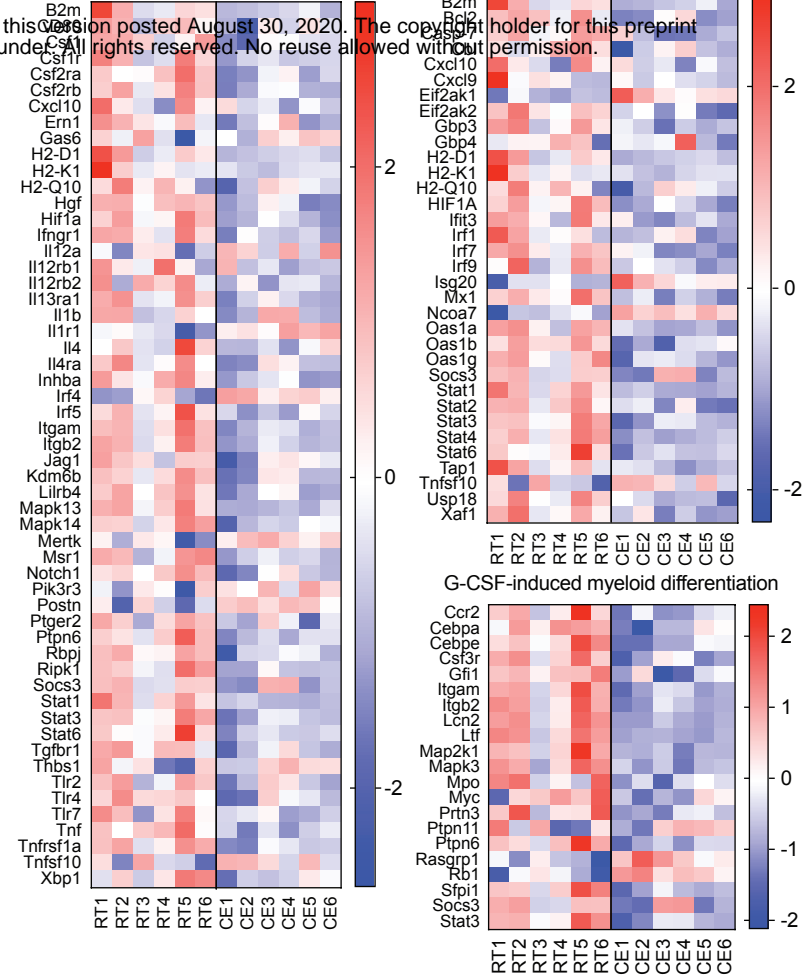 this version posted August 30, 2020. The copyright holder for this preprint
under. All rights reserved. No reuse allowed without permission.
B2m
Cd80
Csf1
Csf1r
Csf2ra
Csf2rb
Cxcl10
Ern1
Gas6
H2-D1
H2-K1
H2-Q10
Hgf
Hif1a
Ifngr1
Il12a
Il12rb1
Il12rb2
Il13ra1
Il1b
Il1r1
Il4
Il4ra
Inhba
Irf4
Irf5
Itgam
Itgb2
Jag1
Kdm6b
Lilrb4
Mapk13
Mapk14
Mertk
Msr1
Notch1
Pik3r3
Postn
Ptger2
Ptpn6
Rbpj
Ripk1
Socs3
Stat1
Stat3
Stat6
Tgfbr1
Thbs1
Tlr2
Tlr4
Tlr7
Tnf
Tnfrsf1a
Tnfsf10
Xbp1
RT1 RT2 RT3 RT4 RT5 RT6 CE1 CE2 CE3 CE4 CE5 CE6
2
0
-2
B2m
Bcl2
Casp7
Cxcl10
Cxcl9
Eif2ak1
Eif2ak2
Gbp3
Gbp4
H2-D1
H2-K1
H2-Q10
HIF1A
Ifit3
Irf1
Irf7
Irf9
Isg20
Mx1
Ncoa7
Oas1a
Oas1b
Oas1g
Socs3
Stat1
Stat2
Stat3
Stat4
Stat6
Tap1
Tnfsf10
Usp18
Xaf1
RT1 RT2 RT3 RT4 RT5 RT6 CE1 CE2 CE3 CE4 CE5 CE6
2
0
-2
G-CSF-induced myeloid differentiation
Ccr2
Cebpa
Cebpe
Csf3r
Gfi1
Itgam
Itgb2
Lcn2
Ltf
Map2k1
Mapk3
Mpo
Myc
Prtn3
Ptpn11
Ptpn6
Rasgrp1
Rb1
Sfpi1
Socs3
Stat3
RT1 RT2 RT3 RT4 RT5 RT6 CE1 CE2 CE3 CE4 CE5 CE6
2
1
0
-1
-2